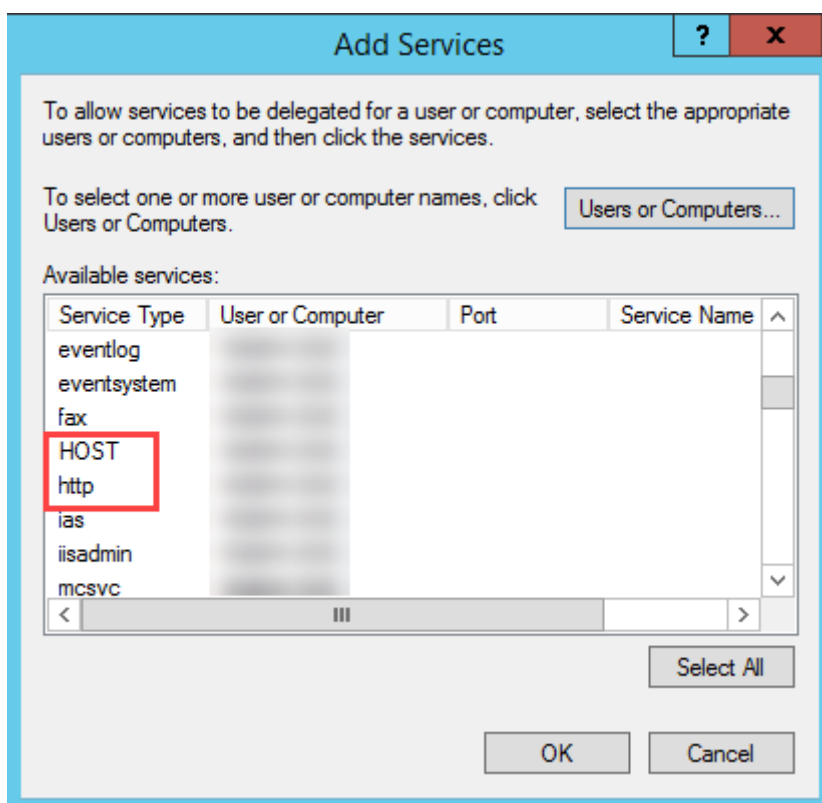 Add Services
?
x
To allow services to be delegated for a user or computer, select the appropriate
users or computers, and then click the services.
To select one or more user or computer names, click
Users or Computers.
Users or Computers...
Available services:
Service Type User or Computer Port Service Name
eventlog
eventsystem
fax
HOST
http
ias
iisadmin
mcsvc
Select All
OK
Cancel